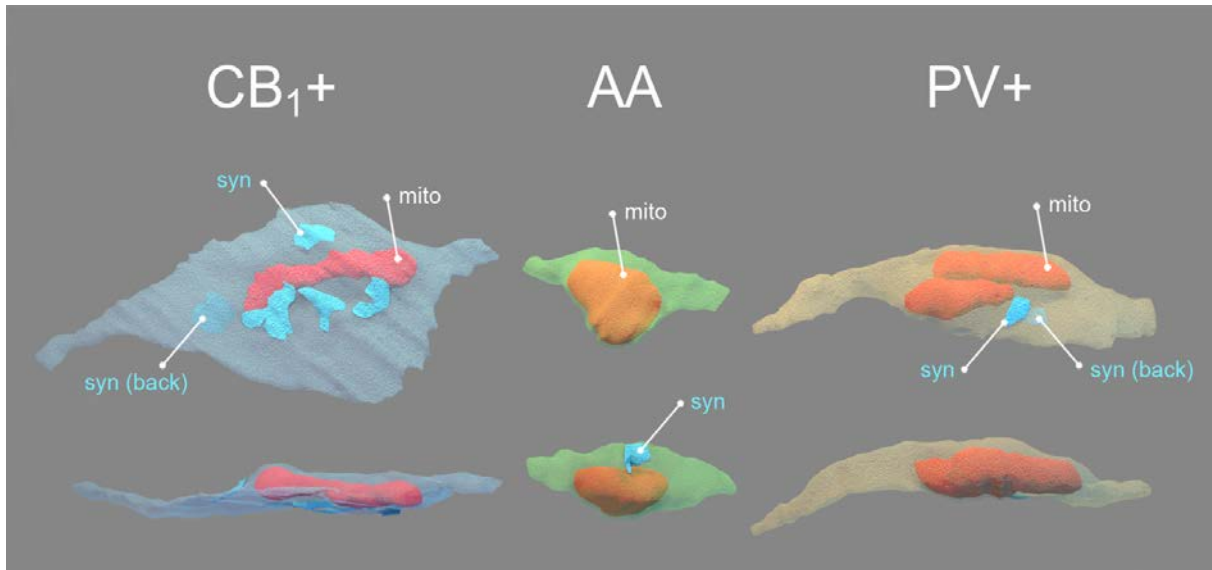 CB₁+
AA
PV+
syn
mito
mito
mito
syn (back)
syn
syn (back)
syn